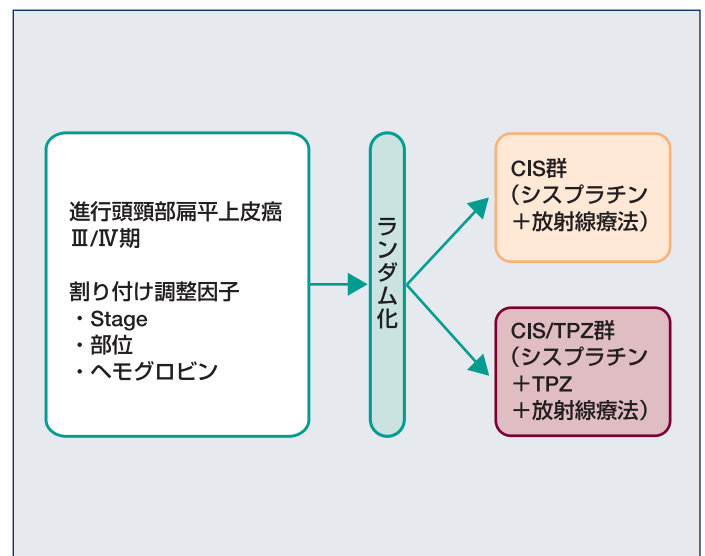 進行頭頸部扁平上皮癌
Ⅲ/Ⅳ期
割り付け調整因子
・Stage
・部位
・ヘモグロビン
ランダム化
CIS群
（シスプラチン
＋放射線療法）
CIS/TPZ群
（シスプラチン
＋TPZ
＋放射線療法）